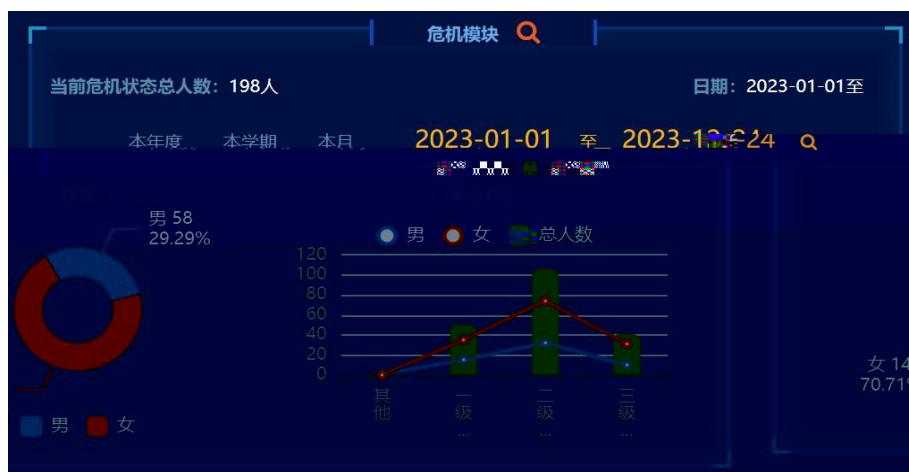 危机模块
当前危机状态总人数：198人
日期：2023-01-01至
本年度 本学期 本月 2023-01-01 至
男 58
29.29%
男 女 总人数
120
100
80
60
40
20
0
其他 一级... 二级... 三级...
女 14
70.71%
男 女